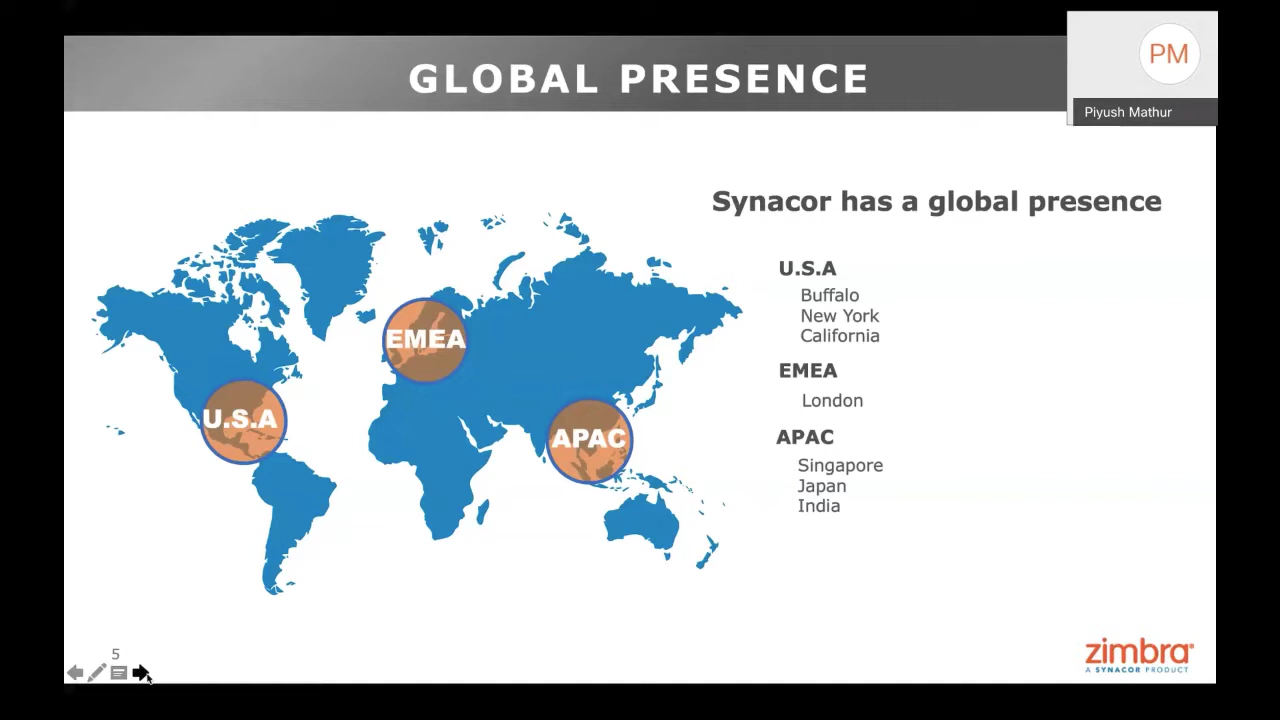 GLOBAL PRESENCE
PM
Piyush Mathur
Synacor has a global presence
U.S.A
Buffalo
New York
California
EMEA
London
APAC
Singapore
Japan
India
EMEA
U.S.A
APAC
5
zimbra®
A SYNACOR PRODUCT